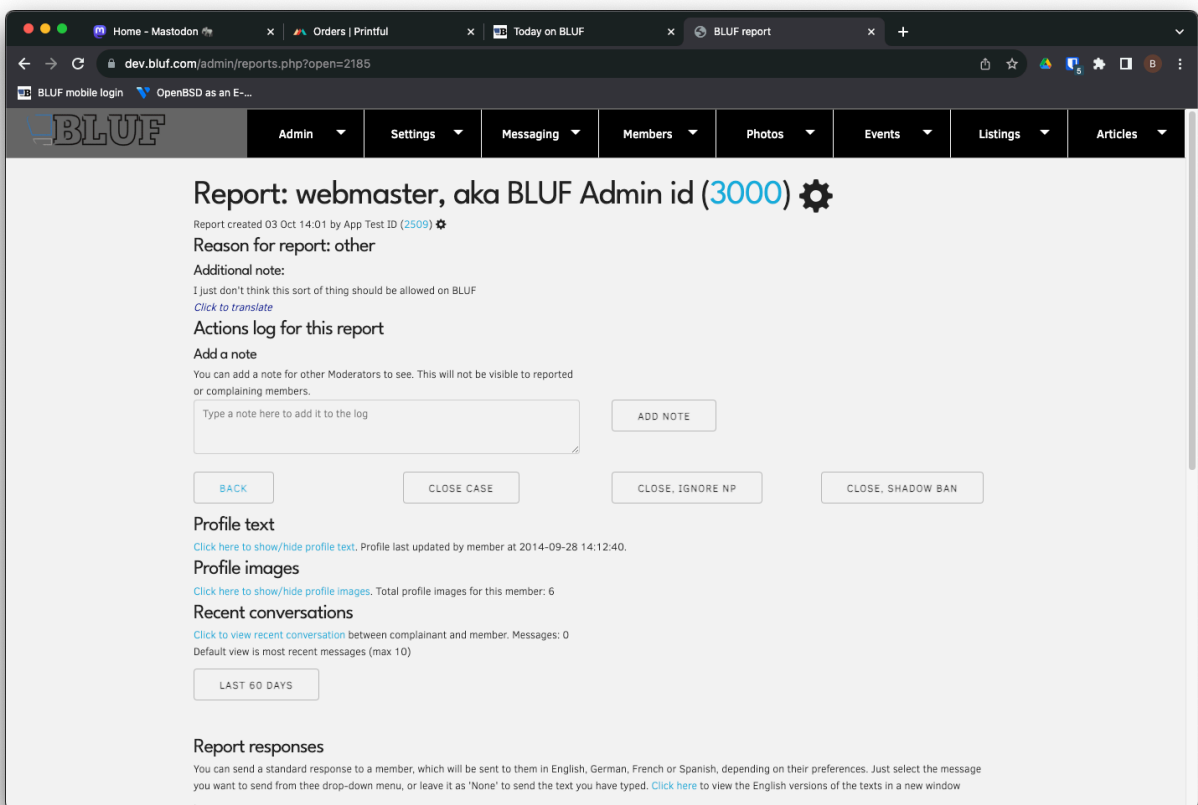 Home - Mastodon
Orders | Printful
Today on BLUF
BLUF report
dev.bluf.com/admin/reports.php?open=2185
5
B
BLUF mobile login
OpenBSD as an E-...
BLUF
Admin
Settings
Messaging
Members
Photos
Events
Listings
Articles
Report: webmaster, aka BLUF Admin id (3000)
Report created 03 Oct 14:01 by App Test ID (2509)
Reason for report: other
Additional note:
I just don't think this sort of thing should be allowed on BLUF
Click to translate
Actions log for this report
Add a note
You can add a note for other Moderators to see. This will not be visible to reported
or complaining members.
Type a note here to add it to the log
ADD NOTE
BACK
CLOSE CASE
CLOSE, IGNORE NP
CLOSE, SHADOW BAN
Profile text
Click here to show/hide profile text. Profile last updated by member at 2014-09-28 14:12:40.
Profile images
Click here to show/hide profile images. Total profile images for this member: 6
Recent conversations
Click to view recent conversation between complainant and member. Messages: 0
Default view is most recent messages (max 10)
LAST 60 DAYS
Report responses
You can send a standard response to a member, which will be sent to them in English, German, French or Spanish, depending on their preferences. Just select the message
you want to send from thee drop-down menu, or leave it as 'None' to send the text you have typed. Click here to view the English versions of the texts in a new window